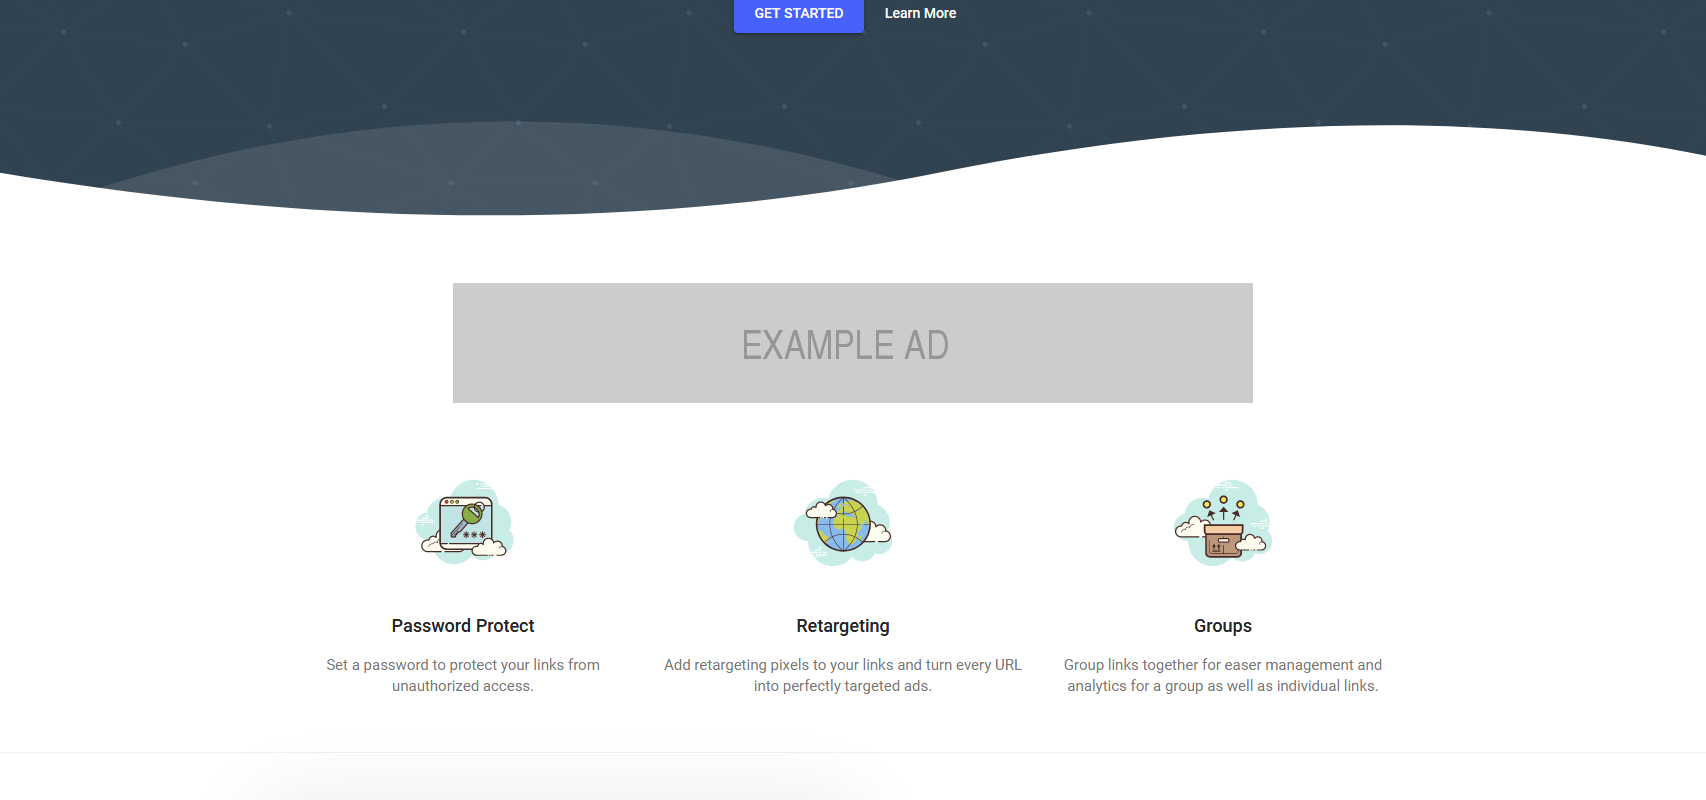 GET STARTED
Learn More
EXAMPLE AD
Password Protect
Set a password to protect your links from
unauthorized access.
Retargeting
Add retargeting pixels to your links and turn every URL
into perfectly targeted ads.
Groups
Group links together for easer management and
analytics for a group as well as individual links.